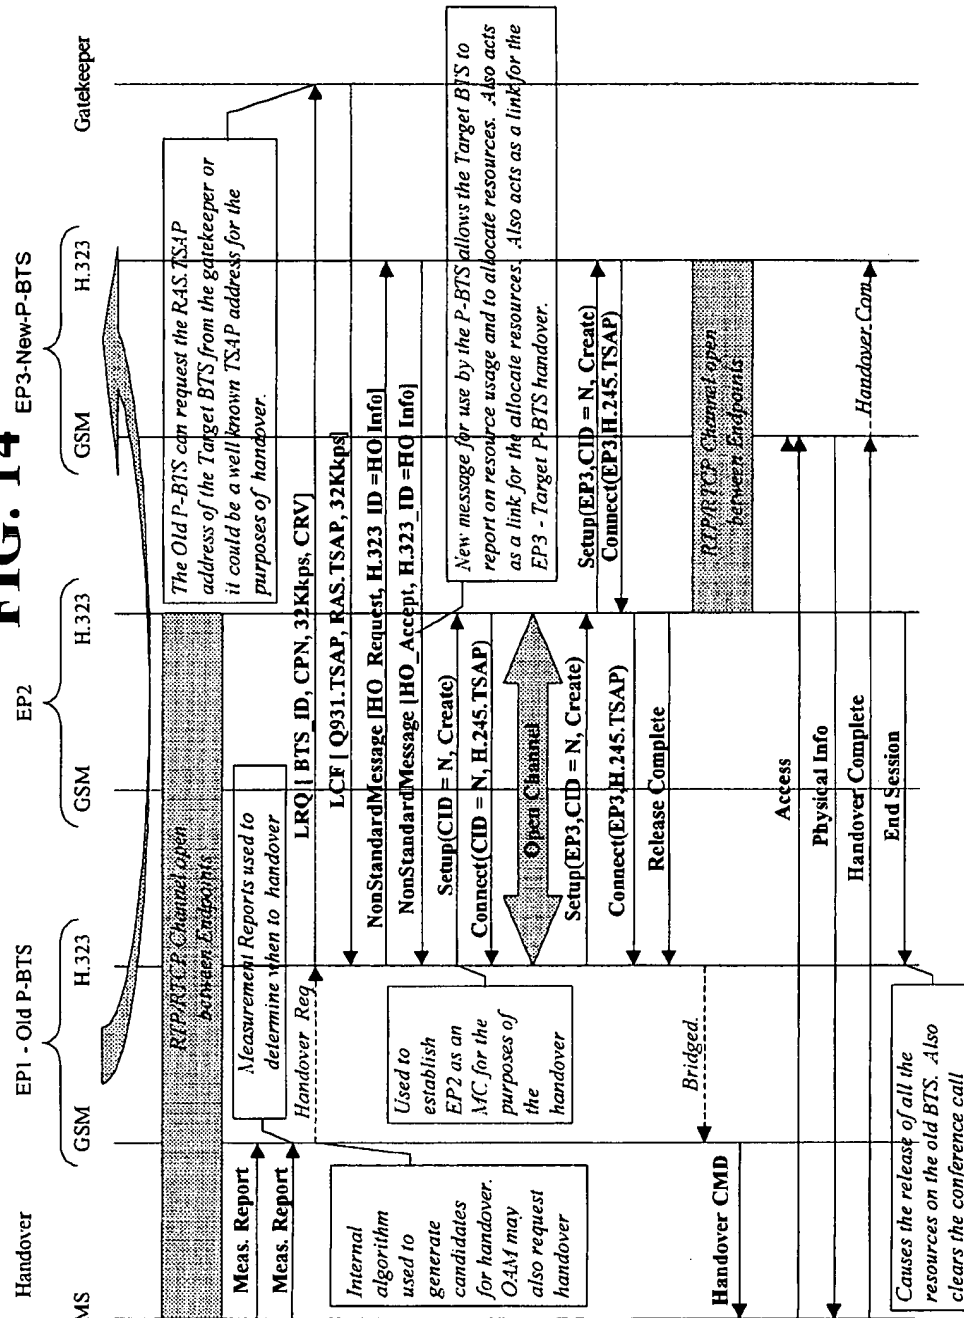 FIG. 14
Handover
EP1 - Old P-BTS
EP2
EP3-New-P-BTS
MS
GSM
H.323
GSM
H.323
GSM
H.323
Gatekeeper
RTP/RTCP Channel open
between Endpoints
The Old P-BTS can request the RAS.TSAP
address of the Target BTS from the gatekeeper or
it could be a well known TSAP address for the
purposes of handover.
Meas. Report
Meas. Report
Measurement Reports used to
determine when to handover
Handover Req
Internal
algorithm
used to
generate
candidates
for handover.
OAM may
also request
handover
LRQ [ BTS_ID, CPN, 32Kkps, CRV]
LCF [ Q931.TSAP, RAS.TSAP, 32Kkps]
NonStandardMessage [HO_Request, H.323_ID =HO Info]
NonStandardMessage [HO_Accept, H.323_ID =HO Info]
New message for use by the P-BTS allows the Target BTS to
report on resource usage and to allocate resources. Also acts
as a link for the allocate resources. Also acts as a link for the
EP3 - Target P-BTS handover.
Setup(CID = N, Create)
Connect(CID = N, H.245.TSAP)
Used to
establish
EP2 as an
MC for the
purposes of
the
handover
Open Channel
Setup(EP3,CID = N, Create)
Setup(EP3,CID = N, Create)
Connect(EP3,H.245.TSAP)
Connect(EP3,H.245.TSAP)
Release Complete
RTP/RTCP Channel open
between Endpoints
Bridged.
Handover CMD
Access
Physical Info
Handover Complete
Handover Com
End Session
Causes the release of all the
resources on the old BTS. Also
clears the conference call